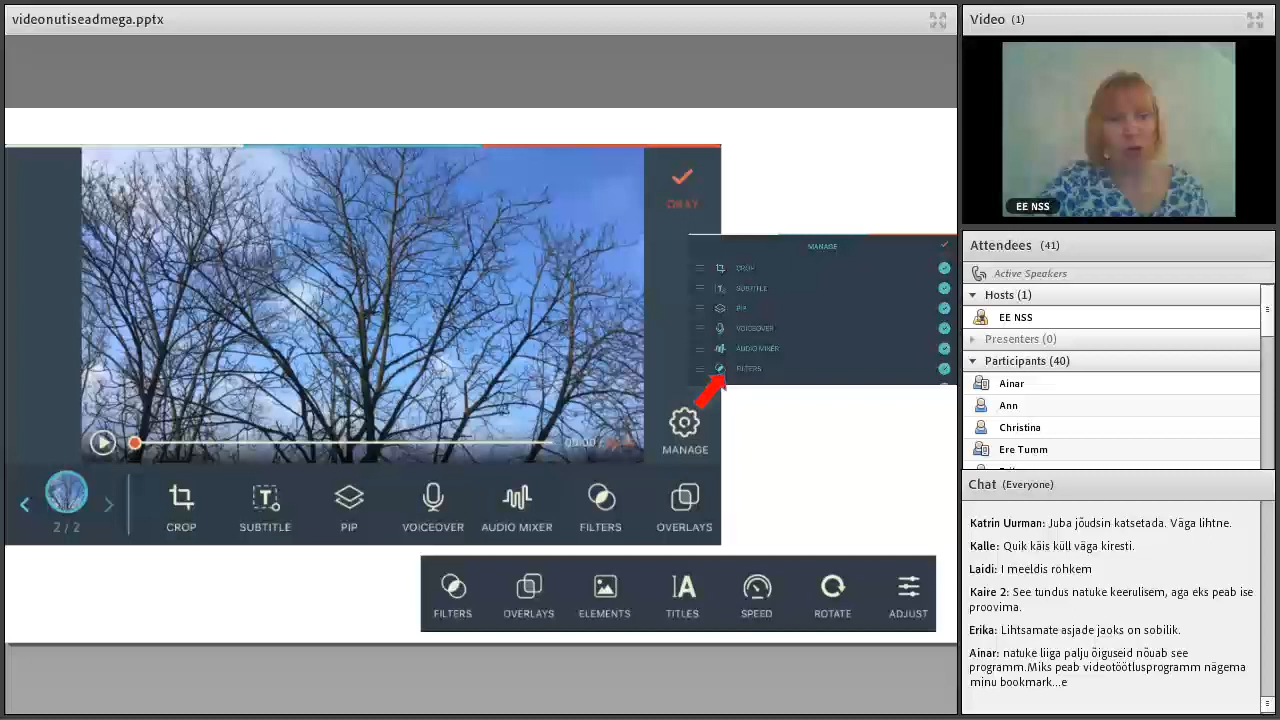 videonutiseadmega.pptx
Video (1)
EE NSS
OKAY
MANAGE
CROP
SUBTITLE
PIP
VOICEOVER
AUDIO MIXER
FILTERS
MANAGE
2 / 2
CROP
SUBTITLE
PIP
VOICEOVER
AUDIO MIXER
FILTERS
OVERLAYS
FILTERS
OVERLAYS
ELEMENTS
TITLES
SPEED
ROTATE
ADJUST
Attendees (41)
Active Speakers
Hosts (1)
EE NSS
Presenters (0)
Participants (40)
Ainar
Ann
Christina
Ere Tumm
Chat (Everyone)
Katrin Uurman: Juba jõudsin katsetada. Väga lihtne.
Kalle: Quik käis küll väga kiresti.
Laidi: I meeldis rohkem
Kaire 2: See tundus natuke keerulisem, aga eks peab ise
proovima.
Erika: Lihtsamate asjade jaoks on sobilik.
Ainar: natuke liiga palju õiguseid nõuab see
programm.Miks peab videotöötlusprogramm nägema
minu bookmark...e